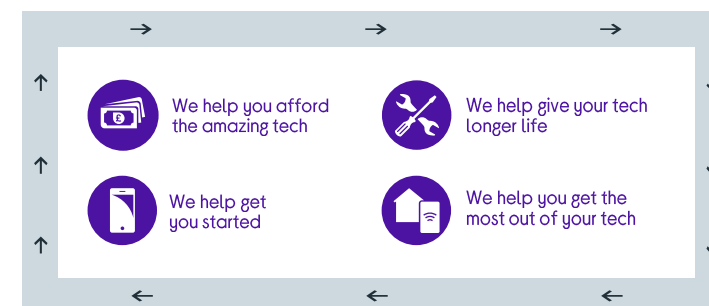 We help you afford
the amazing tech
We help give your tech
longer life
We help get
you started
We help you get the
most out of your tech
£